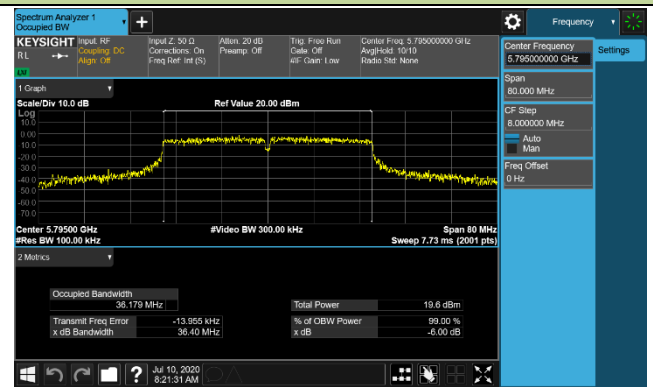 Spectrum Analyzer 1
Occupied BW
Frequency
KEYSIGHT
RL
Input: RF
Coupling: DC
Align: Off
Input Z: 50 Ω
Corrections: On
Freq Ref: Int (S)
Atten: 20 dB
Preamp: Off
Trig: Free Run
Gate: Off
#IF Gain: Low
Center Freq: 5.795000000 GHz
Avg|Hold: 10/10
Radio Std: None
Center Frequency
5.795000000 GHz
Settings
Span
80.000 MHz
CF Step
8.000000 MHz
Auto
Man
Freq Offset
0 Hz
1 Graph
Scale/Div 10.0 dB
Ref Value 20.00 dBm
Log
10.0
0.00
-10.0
-20.0
-30.0
-40.0
-50.0
-60.0
-70.0
Center 5.79500 GHz
#Video BW 300.00 kHz
Span 80 MHz
#Res BW 100.00 kHz
Sweep 7.73 ms (2001 pts)
2 Metrics
Occupied Bandwidth
36.179 MHz
Total Power 19.6 dBm
Transmit Freq Error -13.955 kHz
% of OBW Power 99.00 %
x dB Bandwidth 36.40 MHz
x dB -6.00 dB
?
Jul 10, 2020
8:21:31 AM